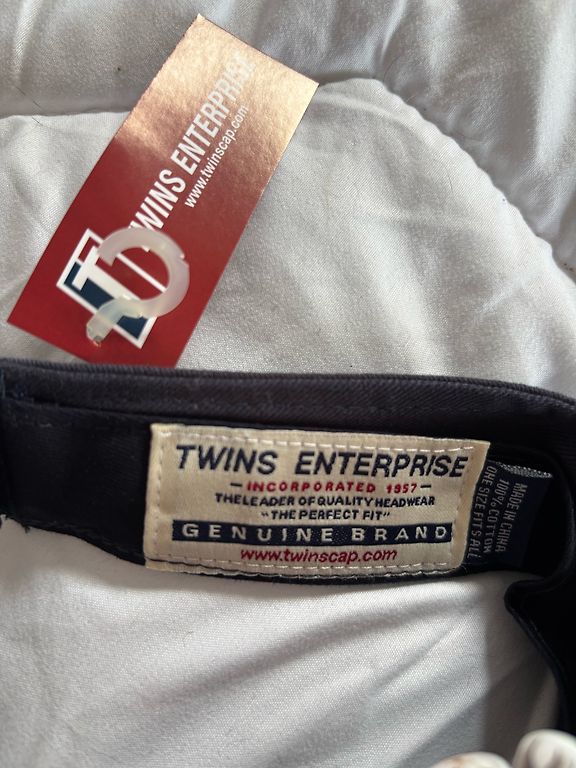 TWINS ENTERPRISE
www.twinscap.com
TWINS ENTERPRISE
INCORPORATED 1957
THE LEADER OF QUALITY HEADWEAR
"THE PERFECT FIT"
GENUINE BRAND
www.twinscap.com
MADE IN CHINA
100% COTTON
ONE SIZE FITS ALL